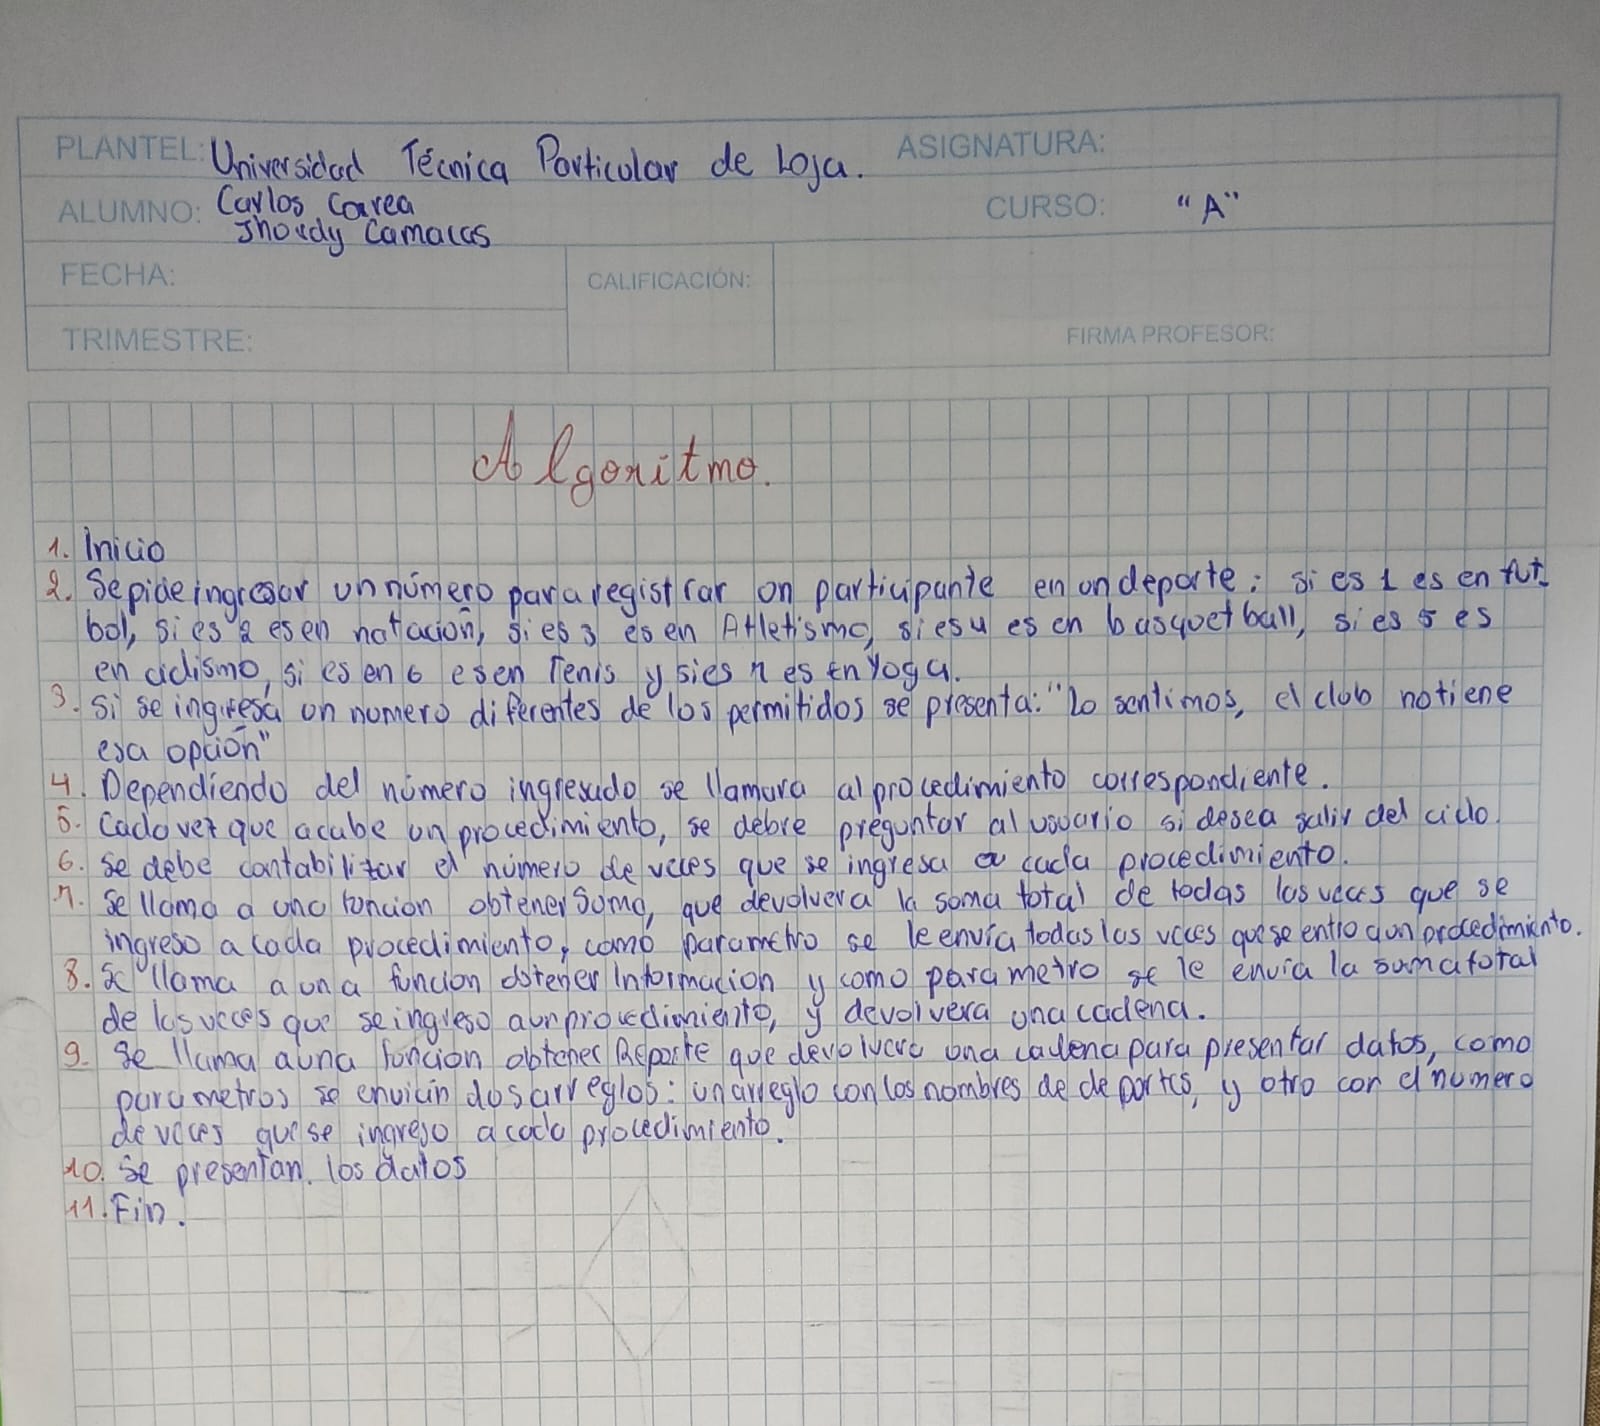 PLANTEL: Universidad Técnica Particular de Loja. ASIGNATURA:
ALUMNO: Carlos Correa CURSO: "A"
Jhordy Camacas
FECHA: CALIFICACIÓN:
TRIMESTRE: FIRMA PROFESOR:
Algoritmo.
1. Inicio
2. Se pide ingresar un número para registrar un participante en un deporte: si es 1 es en fut-
bol, si es 2 es en natación, si es 3 es en Atletismo, si es 4 es en basquetball, si es 5 es
en ciclismo, si es en 6 es en Tenis y si es 7 es en Yoga.
3. Si se ingresa un numero diferentes de los permitidos se presenta: "Lo sentimos, el club no tiene
esa opción"
4. Dependiendo del número ingresado se llamara al procedimiento correspondiente.
5. Cada vez que acabe un procedimiento, se debre preguntar al usuario si desea salir del ciclo.
6. Se debe contabilizar el número de veces que se ingresa a cada procedimiento.
7. Se llama a una funcion obtenerSuma, que devolvera la suma total de todas las veces que se
ingreso a cada procedimiento, como parametro se le envía todas las veces que se entro a un procedimiento.
8. Se llama a una funcion obtener Informacion y como parametro se le envía la suma total
de las veces que se ingreso a un procedimiento, y devolvera una cadena.
9. Se llama a una funcion obtener Reporte que devolvera una cadena para presentar datos, como
parametros se envian dos arreglos: un arreglo con los nombres de deportes, y otro con el numero
de veces que se ingreso a cada procedimiento.
10. Se presentan. los datos
11. Fin.